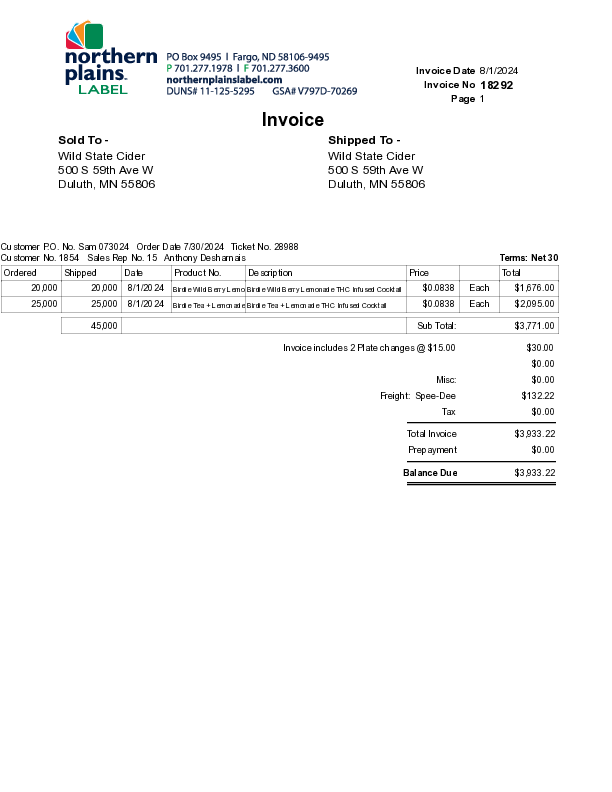 northern
plains.
LABEL
PO Box 9495 | Fargo, ND 58106-9495
P 701.277.1978 | F 701.277.3600
northernplainslabel.com
DUNS# 11-125-5295 GSA# V797D-70269
Invoice Date 8/1/2024
Invoice No 18292
Page 1
Invoice
Sold To -
Wild State Cider
500 S 59th Ave W
Duluth, MN 55806
Shipped To -
Wild State Cider
500 S 59th Ave W
Duluth, MN 55806
Customer P.O. No. Sam 073024 Order Date 7/30/2024 Ticket No. 28988
Customer No. 1854 Sales Rep No. 15 Anthony Desharnais Terms: Net 30
Ordered Shipped Date Product No. Description Price Total
20,000 20,000 8/1/2024 Birdie Wild Berry Lemo Birdie Wild Berry Lemonade THC Infused Cocktail $0.0838 Each $1,676.00
25,000 25,000 8/1/2024 Birdie Tea + Lemonade Birdie Tea + Lemonade THC Infused Cocktail $0.0838 Each $2,095.00
45,000 Sub Total: $3,771.00
Invoice includes 2 Plate changes @ $15.00 $30.00
$0.00
Misc: $0.00
Freight: Spee-Dee $132.22
Tax $0.00
Total Invoice $3,933.22
Prepayment $0.00
Balance Due $3,933.22